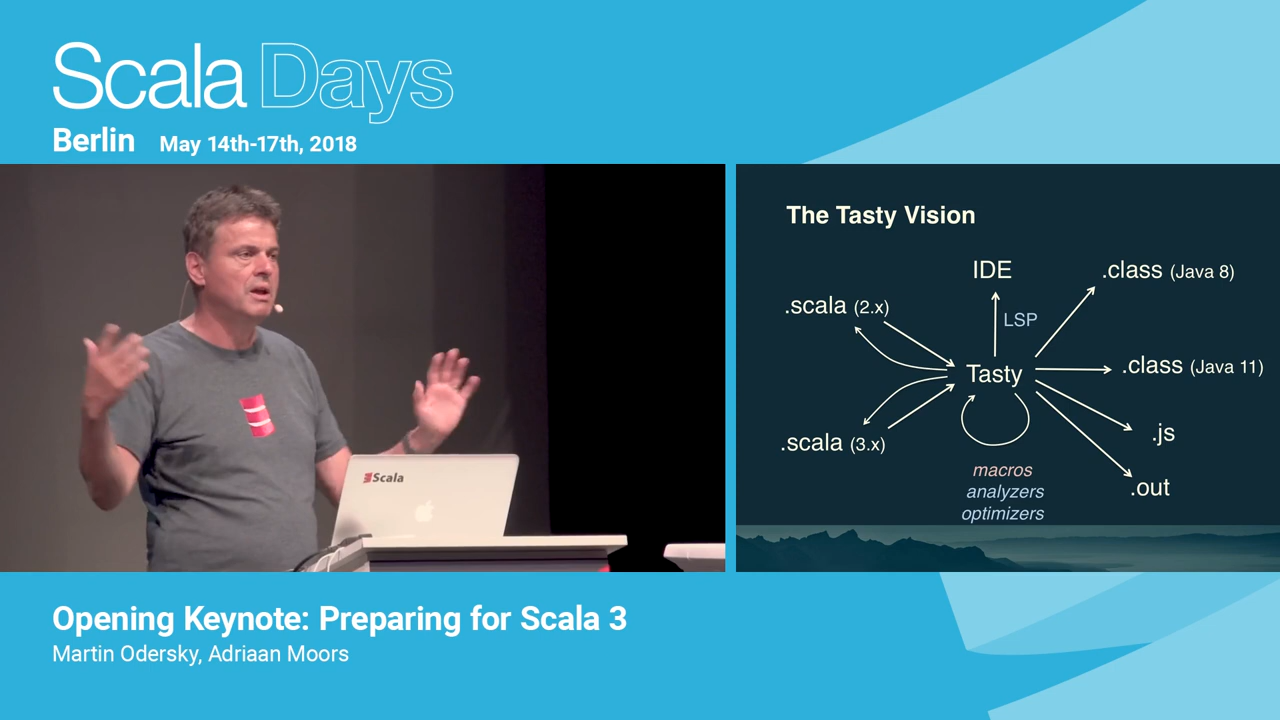 Scala Days
Berlin May 14th-17th, 2018
Scala
The Tasty Vision
IDE
.class (Java 8)
.scala (2.x)
LSP
Tasty
.class (Java 11)
.scala (3.x)
.js
macros
analyzers
optimizers
.out
Opening Keynote: Preparing for Scala 3
Martin Odersky, Adriaan Moors